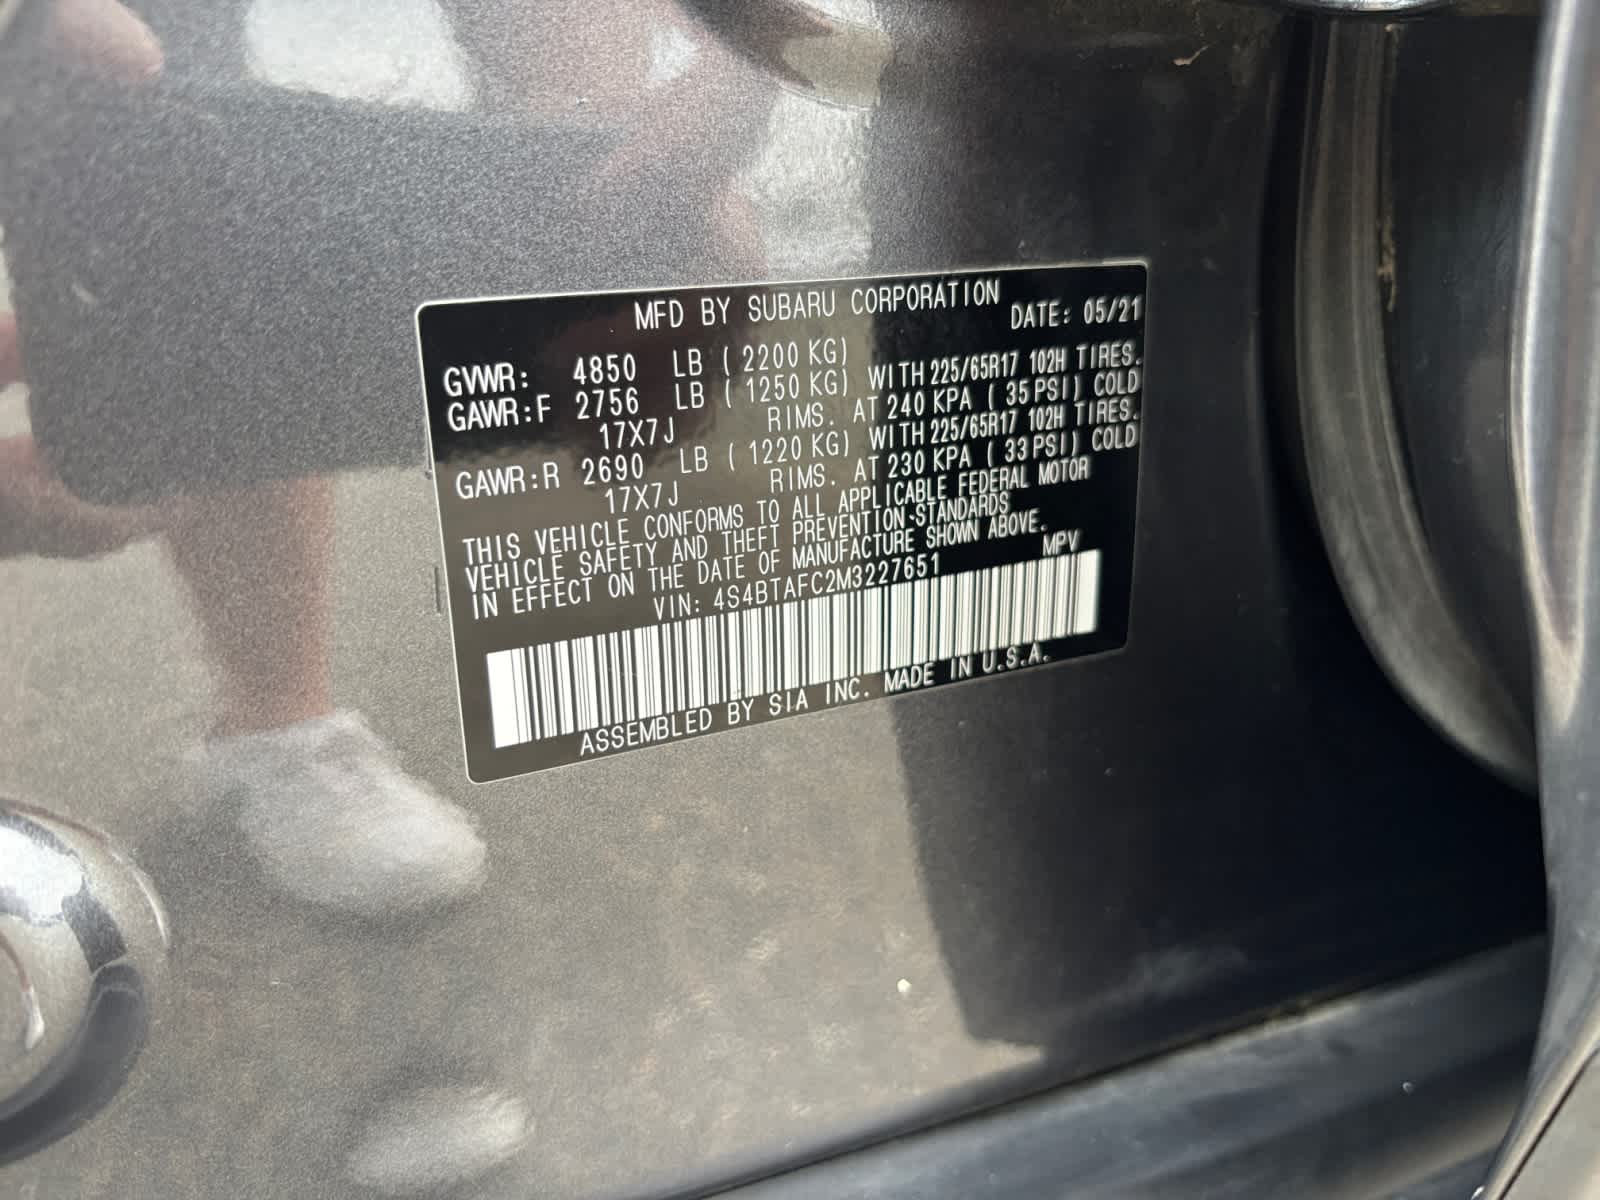 MFD BY SUBARU CORPORATION
DATE: 05/21
GVWR: 4850 LB ( 2200 KG)
GAWR:F 2756 LB ( 1250 KG) WITH 225/65R17 102H TIRES.
17X7J RIMS. AT 240 KPA ( 35 PSI) COLD
GAWR:R 2690 LB ( 1220 KG) WITH 225/65R17 102H TIRES.
17X7J RIMS. AT 230 KPA ( 33 PSI) COLD
THIS VEHICLE CONFORMS TO ALL APPLICABLE FEDERAL MOTOR
VEHICLE SAFETY AND THEFT PREVENTION-STANDARDS
IN EFFECT ON THE DATE OF MANUFACTURE SHOWN ABOVE.
VIN: 4S4BTAFC2M3227651 MPV
ASSEMBLED BY SIA INC. MADE IN U.S.A.